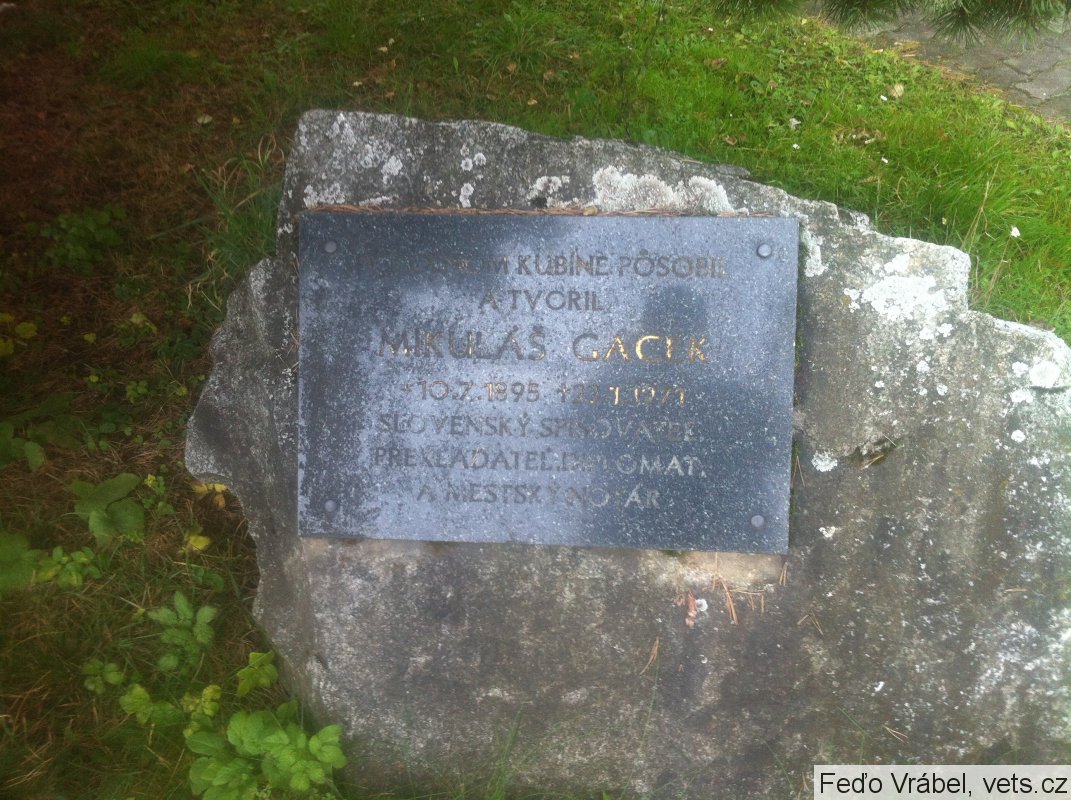 KUBÍNE PÔSOBIL
A TVORIL
MIKULÁŠ GACEK
*10.7.1895 1.1971
SLOVENSKÝ SPISOVATEĽ,
PREKLADATEĽ, DIPLOMAT,
A MESTSKÝ NOTÁR
Feďo Vrábel, vets.cz